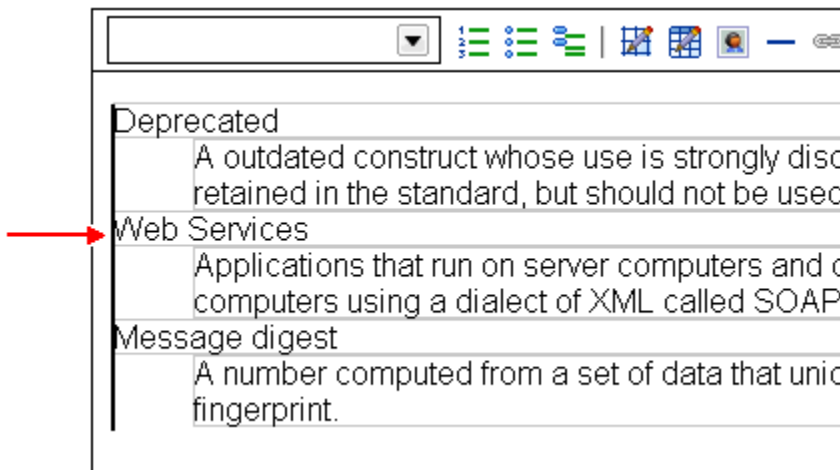 Deprecated
A outdated construct whose use is strongly
retained in the standard, but should not be used
Web Services
Applications that run on server computers and
computers using a dialect of XML called SOAP
Message digest
A number computed from a set of data that
fingerprint.